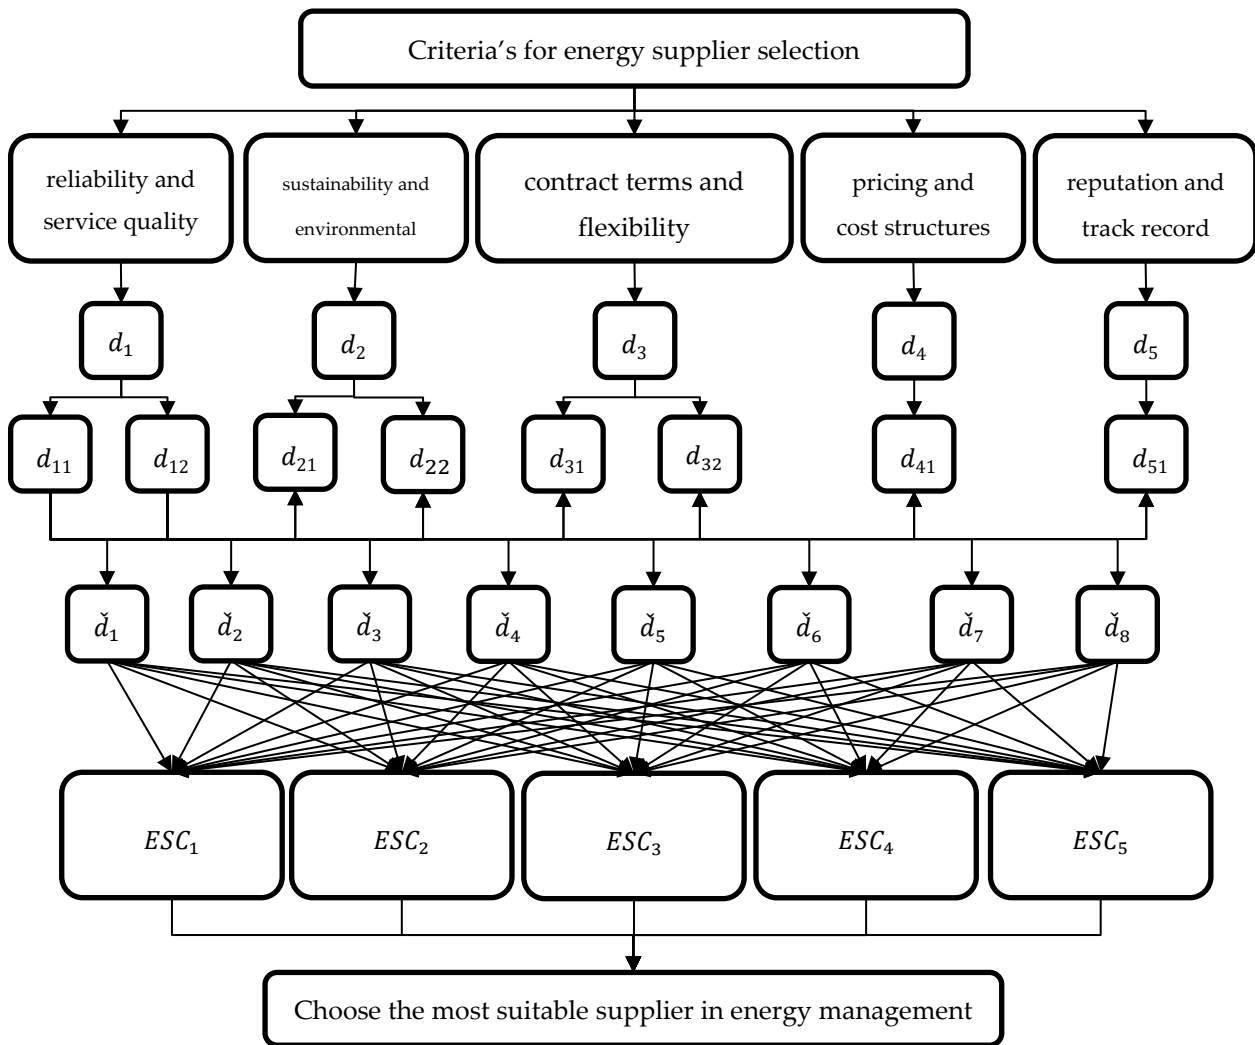 Criteria's for energy supplier selection
reliability and
service quality
sustainability and
environmental
contract terms and
flexibility
pricing and
cost structures
reputation and
track record
d₁
d₂
d₃
d₄
d₅
d₁₁
d₁₂
d₂₁
d₂₂
d₃₁
d₃₂
d₄₁
d₅₁
ď₁
ď₂
ď₃
ď₄
ď₅
ď₆
ď₇
ď₈
ESC₁
ESC₂
ESC₃
ESC₄
ESC₅
Choose the most suitable supplier in energy management